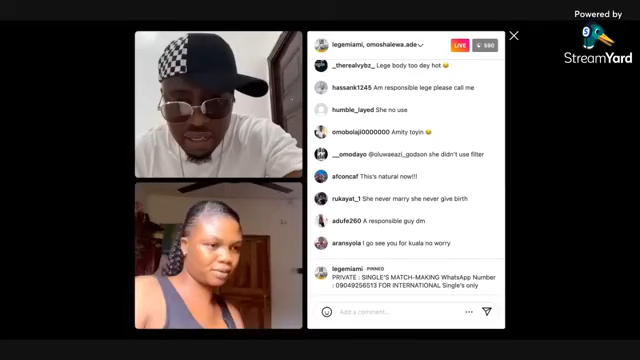 Powered by
StreamYard
legemiami, omoshalewa.ade
LIVE
590
_therealvybz_ Lege body too dey hot 😂
hassank1245 Am responsible lege please call me
humble_layed She no use
omobolaji0000000 Amity toyin 😂
__omodayo @oluwaeazi_godson she didn't use filter
afconcaf This's natural now!!!
rukayat_1 She never marry she never give birth
adufe260 A responsible guy dm
aransyola I go see you for kuala no worry
legemiami · PINNED
PRIVATE : SINGLE'S MATCH-MAKING WhatsApp Number
: 09049256513 FOR INTERNATIONAL Single's only
Add a comment...